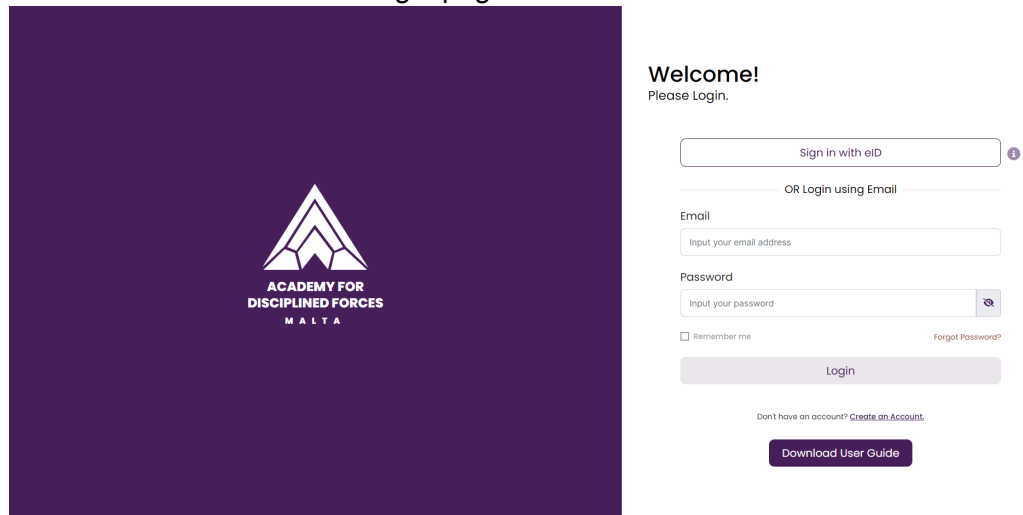 ACADEMY FOR
DISCIPLINED FORCES
MALTA
Welcome!
Please Login.
Sign in with eID
OR Login using Email
Email
Input your email address
Password
Input your password
Remember me
Forgot Password?
Login
Don't have an account? Create an Account.
Download User Guide